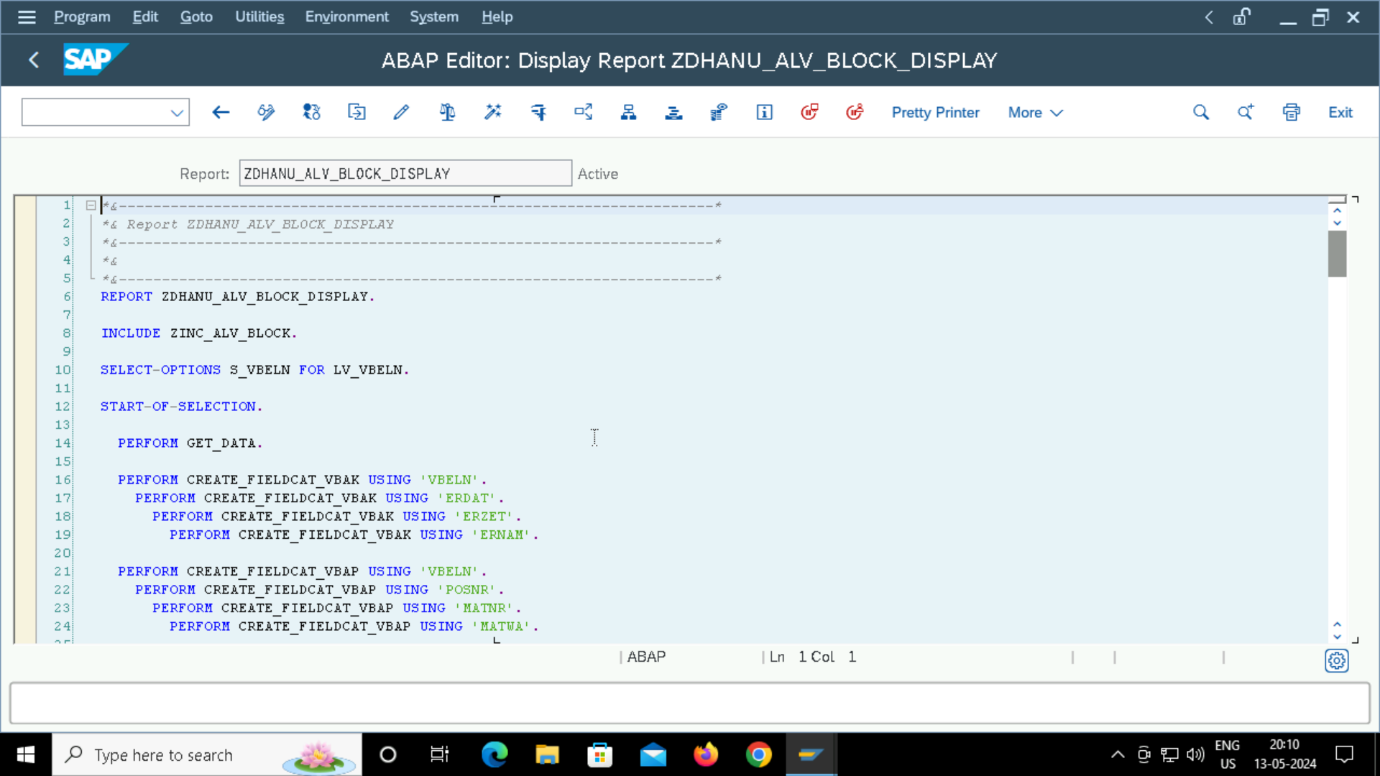 Program Edit Goto Utilities Environment System Help
SAP ABAP Editor: Display Report ZDHANU_ALV_BLOCK_DISPLAY
Pretty Printer More Exit
Report: ZDHANU_ALV_BLOCK_DISPLAY Active
1 *&---------------------------------------------------------------------*
2 *& Report ZDHANU_ALV_BLOCK_DISPLAY
3 *&---------------------------------------------------------------------*
4 *&
5 *&---------------------------------------------------------------------*
6 REPORT ZDHANU_ALV_BLOCK_DISPLAY.
7
8 INCLUDE ZINC_ALV_BLOCK.
9
10 SELECT-OPTIONS S_VBELN FOR LV_VBELN.
11
12 START-OF-SELECTION.
13
14 PERFORM GET_DATA.
15
16 PERFORM CREATE_FIELDCAT_VBAK USING 'VBELN'.
17 PERFORM CREATE_FIELDCAT_VBAK USING 'ERDAT'.
18 PERFORM CREATE_FIELDCAT_VBAK USING 'ERZET'.
19 PERFORM CREATE_FIELDCAT_VBAK USING 'ERNAM'.
20
21 PERFORM CREATE_FIELDCAT_VBAP USING 'VBELN'.
22 PERFORM CREATE_FIELDCAT_VBAP USING 'POSNR'.
23 PERFORM CREATE_FIELDCAT_VBAP USING 'MATNR'.
24 PERFORM CREATE_FIELDCAT_VBAP USING 'MATWA'.
ABAP Ln 1 Col 1
Type here to search
ENG 20:10
US 13-05-2024